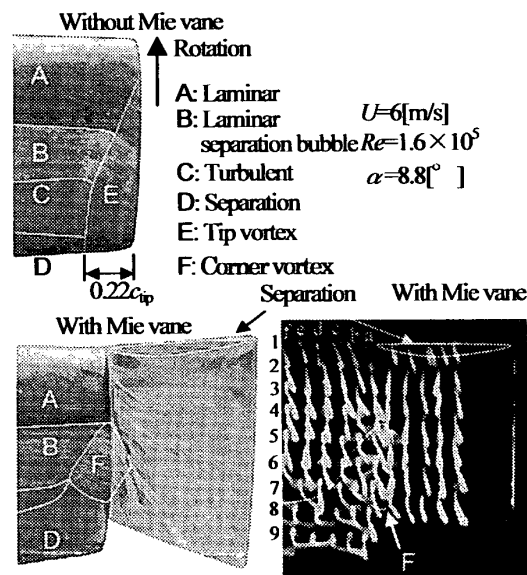 Without Mie vane
Rotation
A
A: Laminar
B: Laminar
separation bubble
U=6[m/s]
Re=1.6×10⁵
α=8.8[° ]
B
C: Turbulent
C
E
D: Separation
E: Tip vortex
D
F: Corner vortex
0.22c_tip
Separation
With Mie vane
With Mie vane
1
2
3
4
5
6
7
8
9
A
B
F
D
F